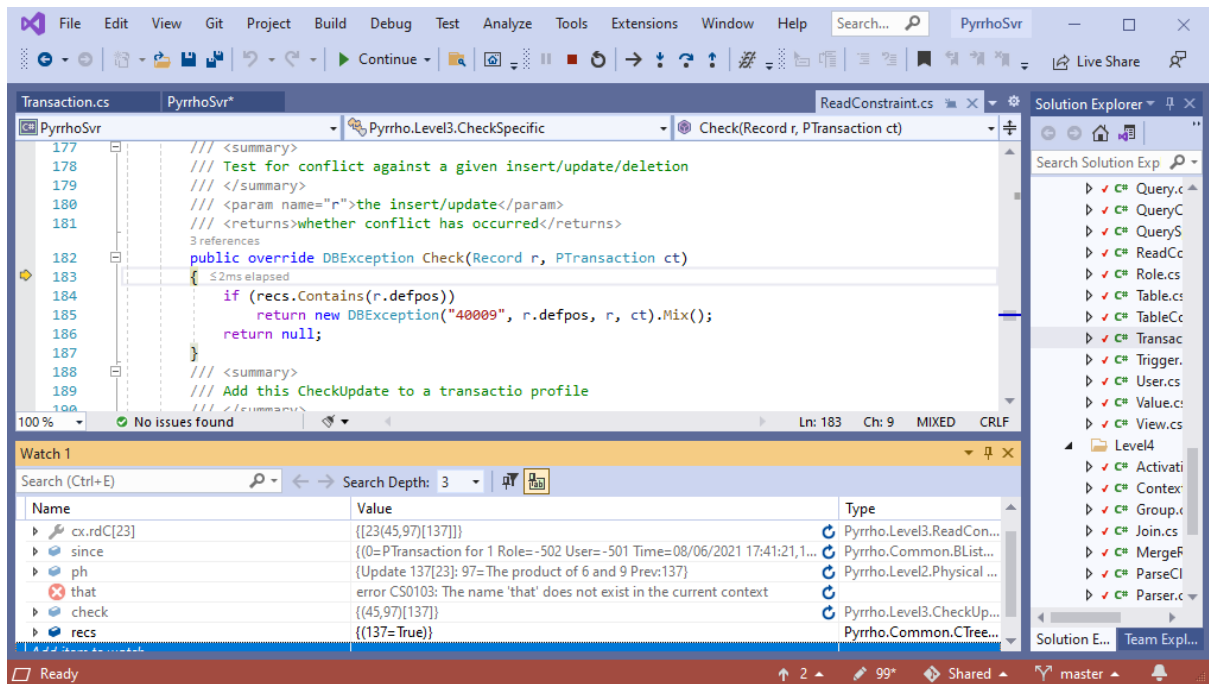 File Edit View Git Project Build Debug Test Analyze Tools Extensions Window Help Search... PyrrhoSvr
Continue Live Share
Transaction.cs PyrrhoSvr* ReadConstraint.cs
PyrrhoSvr Pyrrho.Level3.CheckSpecific Check(Record r, PTransaction ct)
177 /// <summary>
178 /// Test for conflict against a given insert/update/deletion
179 /// </summary>
180 /// <param name="r">the insert/update</param>
181 /// <returns>whether conflict has occurred</returns>
3 references
182 public override DBException Check(Record r, PTransaction ct)
183 { ≤2ms elapsed
184 if (recs.Contains(r.defpos))
185 return new DBException("40009", r.defpos, r, ct).Mix();
186 return null;
187 }
188 /// <summary>
189 /// Add this CheckUpdate to a transactio profile
190 /// </summary>
100 % No issues found Ln: 183 Ch: 9 MIXED CRLF
Watch 1
Search (Ctrl+E) Search Depth: 3
Name Value Type
cx.rdC[23] {[23(45,97)[137]]} Pyrrho.Level3.ReadCon...
since {(0=PTransaction for 1 Role=-502 User=-501 Time=08/06/2021 17:41:21,1... Pyrrho.Common.BList...
ph {Update 137[23]: 97=The product of 6 and 9 Prev:137} Pyrrho.Level2.Physical ...
that error CS0103: The name 'that' does not exist in the current context
check {(45,97)[137]} Pyrrho.Level3.CheckUp...
recs {(137=True)} Pyrrho.Common.CTree...
Add item to watch
Solution Explorer
Search Solution Exp
C# Query.c
C# QueryC
C# QueryS
C# ReadCc
C# Role.cs
C# Table.cs
C# TableCc
C# Transac
C# Trigger.
C# User.cs
C# Value.cs
C# View.cs
Level4
C# Activati
C# Context
C# Group.c
C# Join.cs
C# MergeR
C# ParseCl
C# Parser.c
Solution E... Team Expl...
Ready 2 99* Shared master